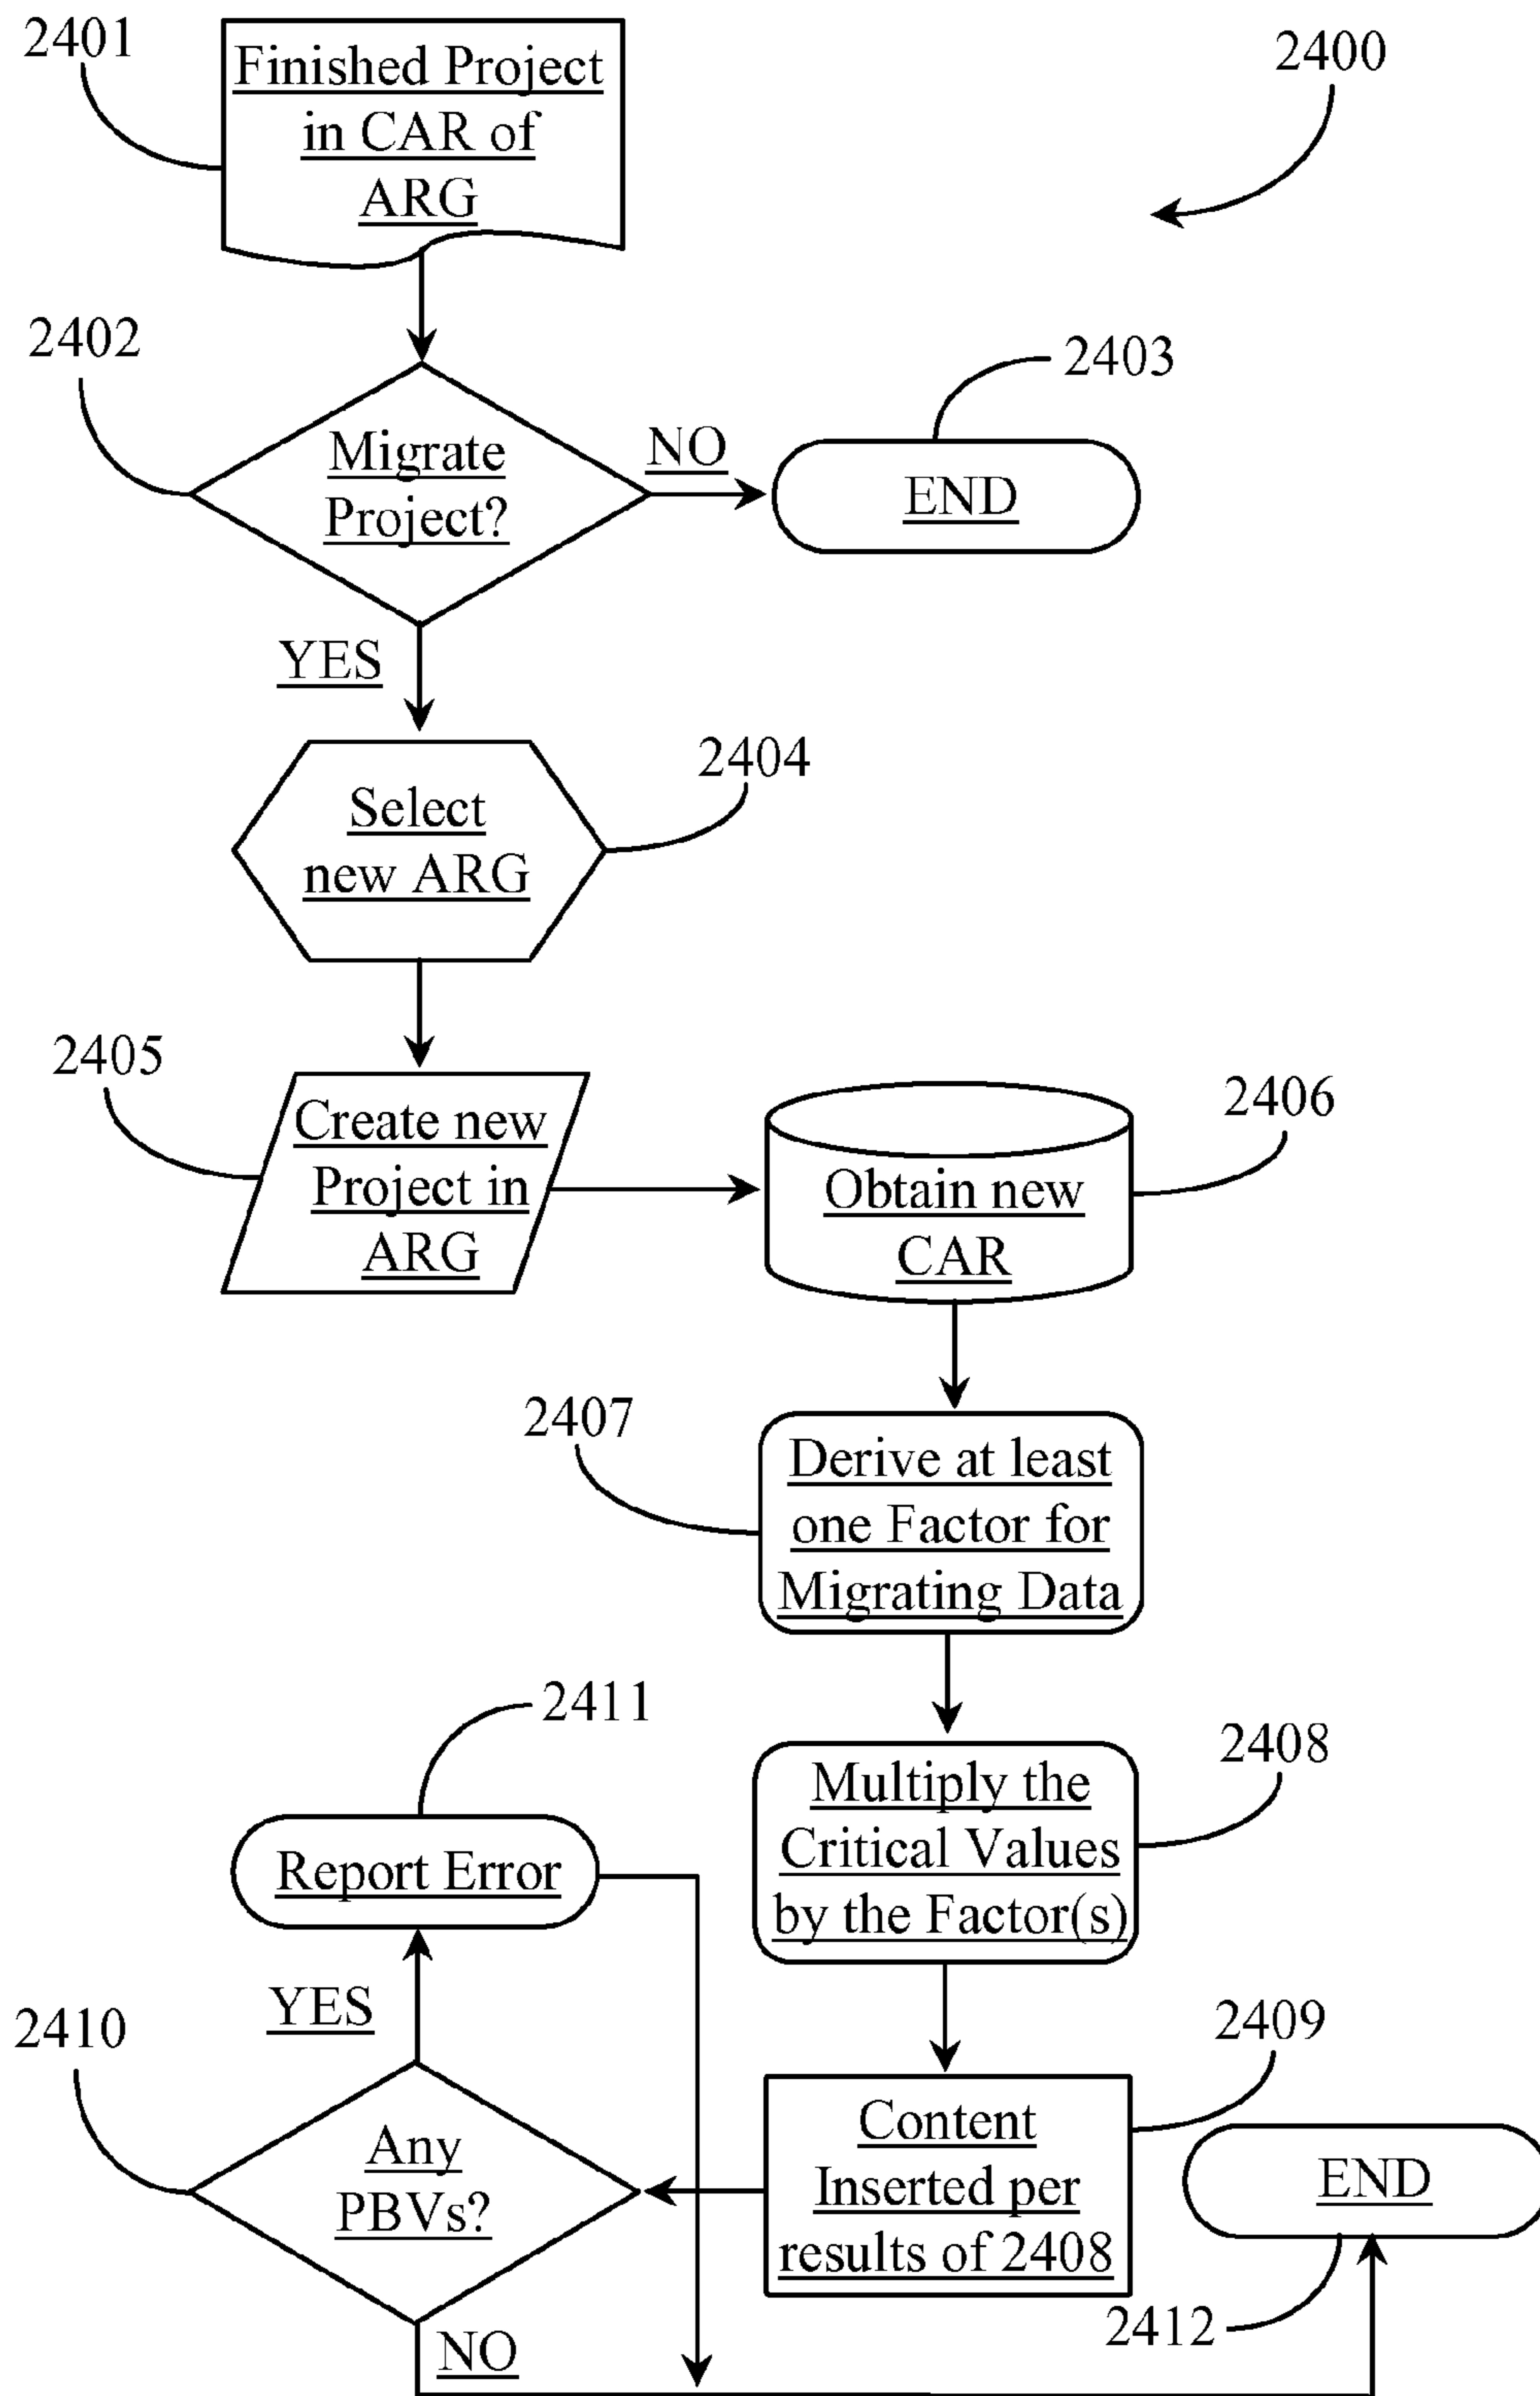 2401
Finished Project
in CAR of
ARG
2400
2402
Migrate
Project?
NO
2403
END
YES
2404
Select
new ARG
2405
Create new
Project in
ARG
2406
Obtain new
CAR
2407
Derive at least
one Factor for
Migrating Data
2408
Multiply the
Critical Values
by the Factor(s)
2411
Report Error
YES
2409
Content
Inserted per
results of 2408
2410
Any
PBVs?
NO
END
2412